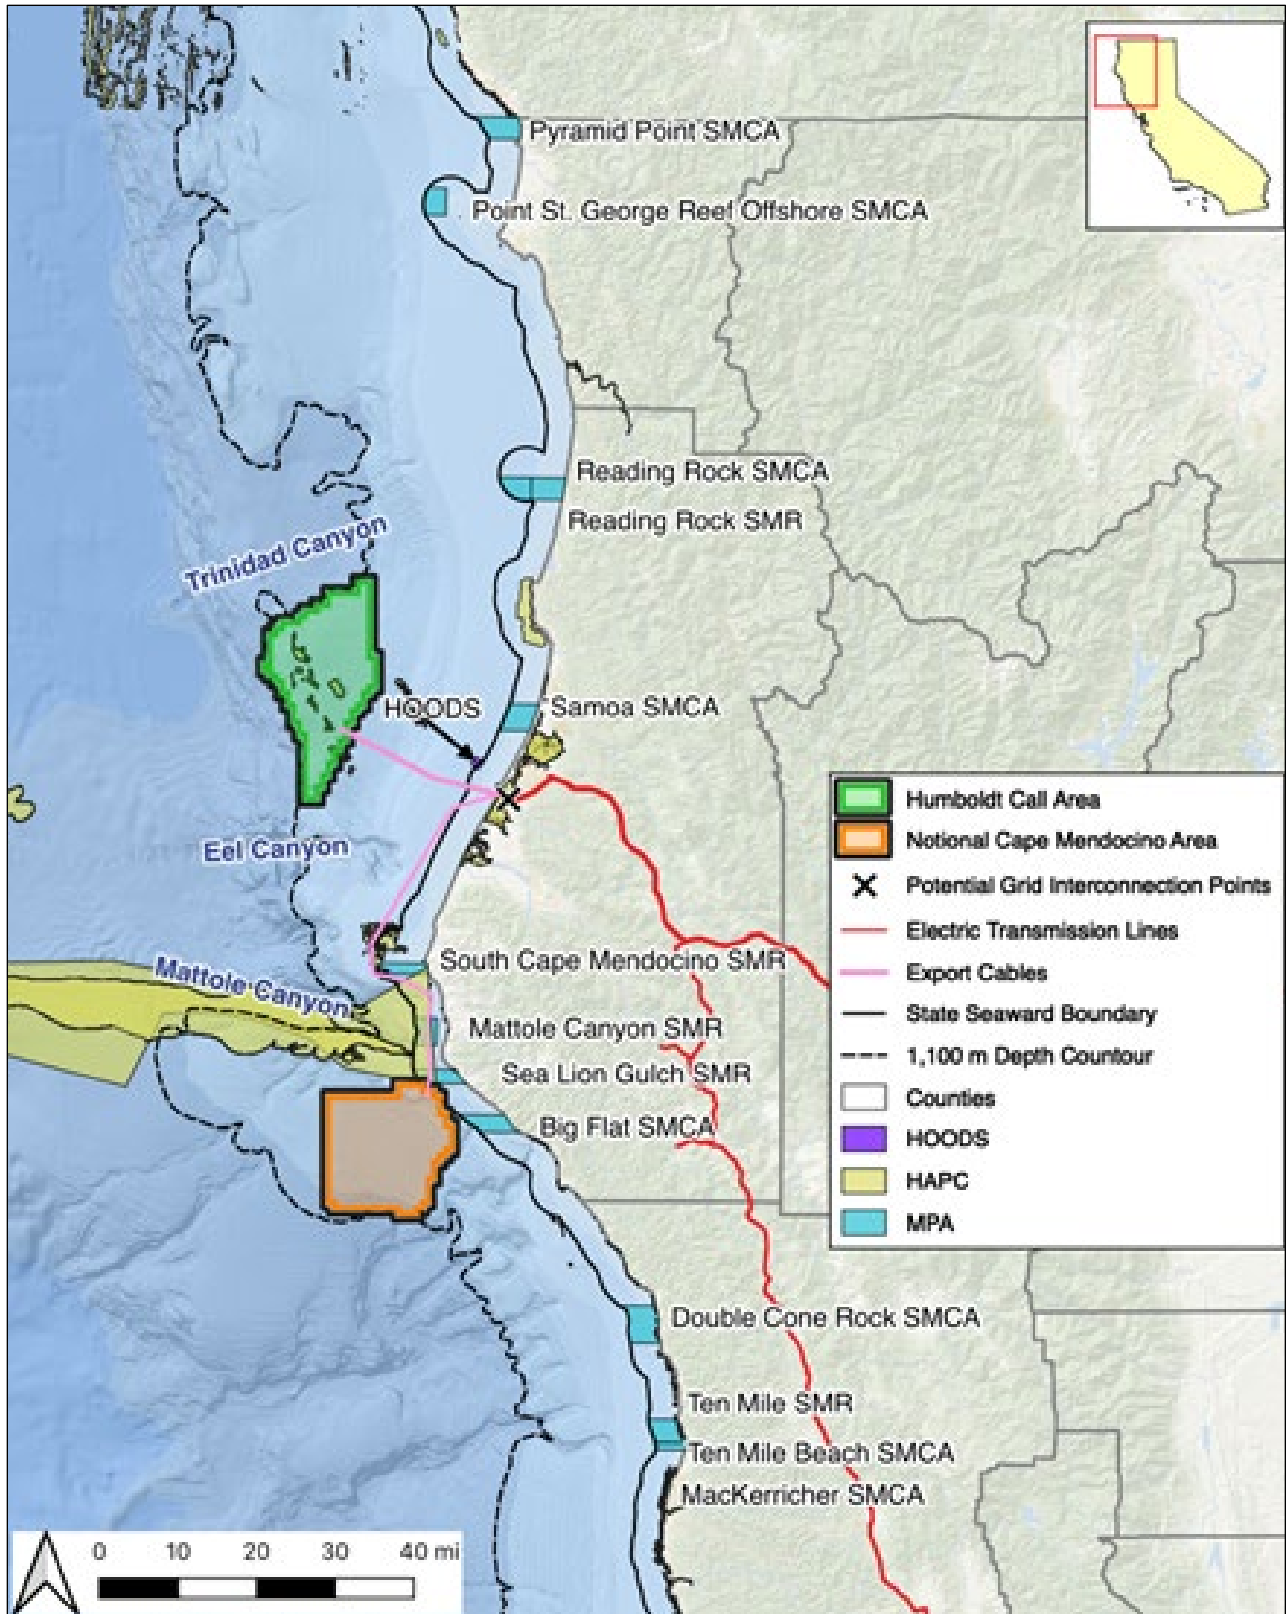 Pyramid Point SMCA
Point St. George Reef Offshore SMCA
Reading Rock SMCA
Reading Rock SMR
Trinidad Canyon
HOODS
Samoa SMCA
Eel Canyon
South Cape Mendocino SMR
Mattole Canyon
Mattole Canyon SMR
Sea Lion Gulch SMR
Big Flat SMCA
Double Cone Rock SMCA
Ten Mile SMR
Ten Mile Beach SMCA
MacKerricher SMCA
Humboldt Call Area
Notional Cape Mendocino Area
Potential Grid Interconnection Points
Electric Transmission Lines
Export Cables
State Seaward Boundary
1,100 m Depth Countour
Counties
HOODS
HAPC
MPA
0 10 20 30 40 mi